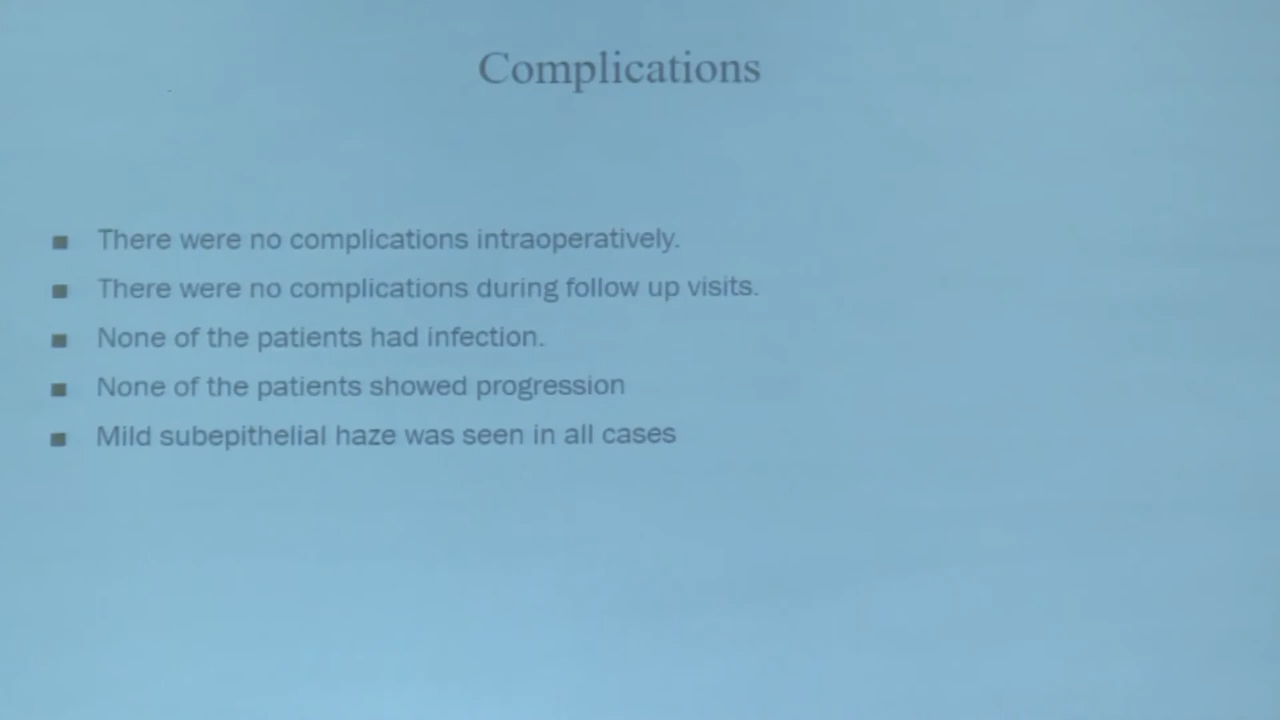 Complications
There were no complications intraoperatively.
There were no complications during follow up visits.
None of the patients had infection.
None of the patients showed progression
Mild subepithelial haze was seen in all cases